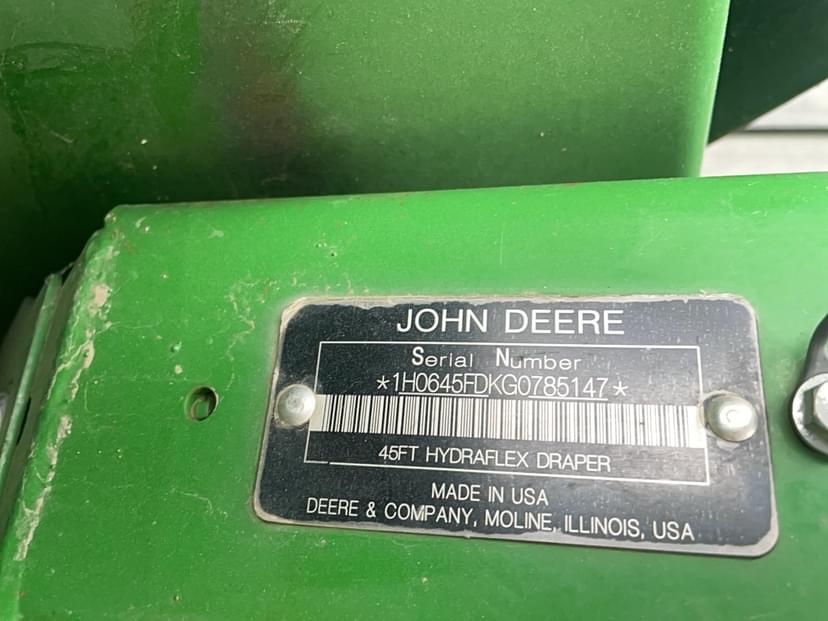 JOHN DEERE
Serial Number
*1H0645FDKG0785147*
45FT HYDRAFLEX DRAPER
MADE IN USA
DEERE & COMPANY, MOLINE, ILLINOIS, USA